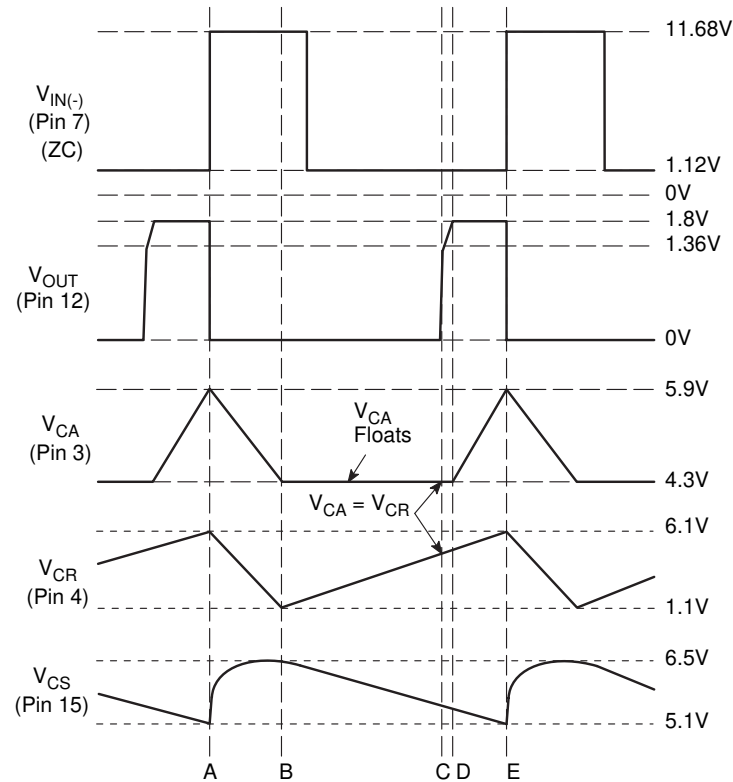 11.68V
V_IN(-)
(Pin 7)
(ZC)
1.12V
0V
1.8V
1.36V
V_OUT
(Pin 12)
0V
5.9V
V_CA
(Pin 3)
V_CA
Floats
4.3V
V_CA = V_CR
6.1V
V_CR
(Pin 4)
1.1V
6.5V
V_CS
(Pin 15)
5.1V
A B C D E